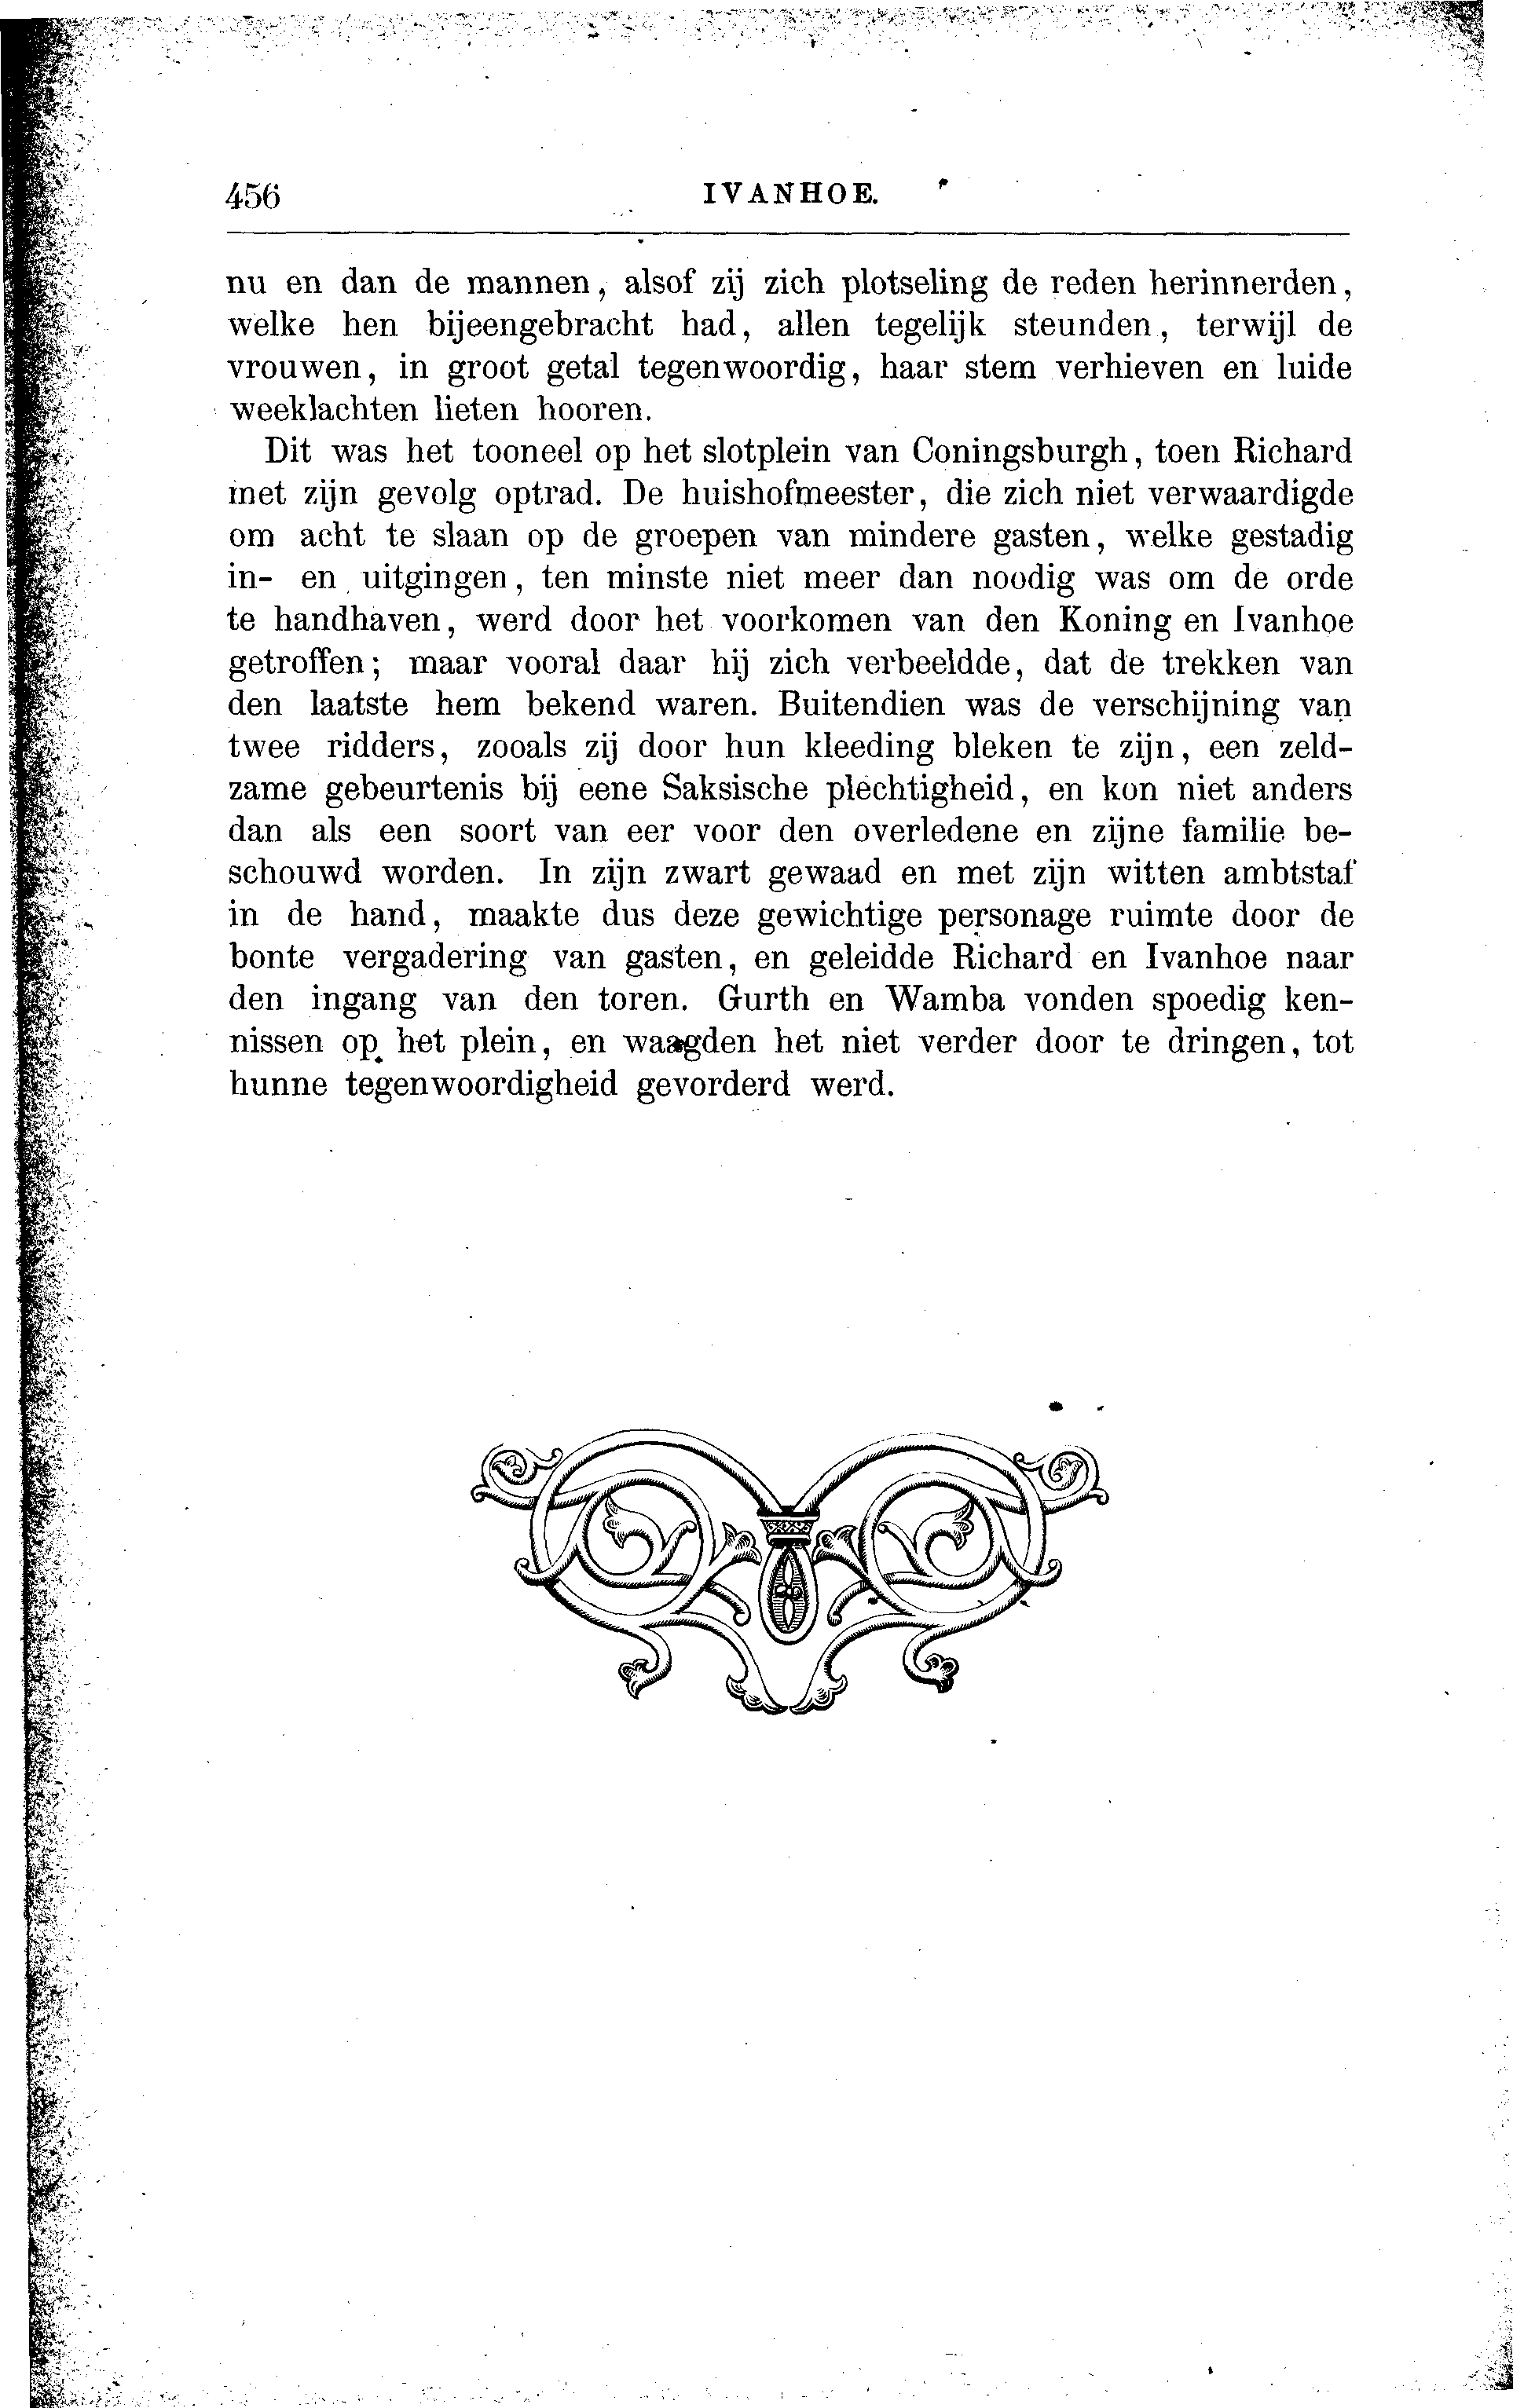 456 IVANHOE.
nu en dan de mannen, alsof zij zich plotseling de reden herinnerden,
welke hen bijeengebracht had, allen tegelijk steunden, terwijl de
vrouwen, in groot getal tegenwoordig, haar stem verhieven en luide
weeklachten lieten hooren.
Dit was het tooneel op het slotplein van Coningsburgh, toen Richard
met zijn gevolg optrad. De huishofmeester, die zich niet verwaardigde
om acht te slaan op de groepen van mindere gasten, welke gestadig
in- en uitgingen, ten minste niet meer dan noodig was om de orde
te handhaven, werd door het voorkomen van den Koning en Ivanhoe
getroffen; maar vooral daar hij zich verbeeldde, dat de trekken van
den laatste hem bekend waren. Buitendien was de verschijning van
twee ridders, zooals zij door hun kleeding bleken te zijn, een zeld-
zame gebeurtenis bij eene Saksische plechtigheid, en kon niet anders
dan als een soort van eer voor den overledene en zijne familie be-
schouwd worden. In zijn zwart gewaad en met zijn witten ambtstaf
in de hand, maakte dus deze gewichtige personage ruimte door de
bonte vergadering van gasten, en geleidde Richard en Ivanhoe naar
den ingang van den toren. Gurth en Wamba vonden spoedig ken-
nissen op het plein, en waagden het niet verder door te dringen, tot
hunne tegenwoordigheid gevorderd werd.